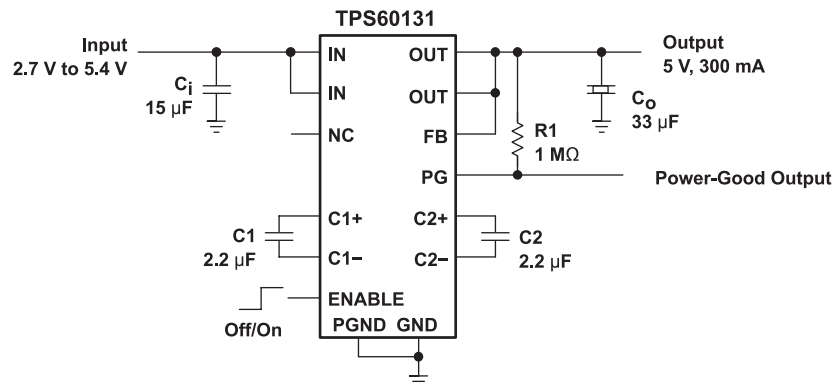 TPS60131
Input
2.7 V to 5.4 V
Ci
15 µF
IN
IN
NC
C1
2.2 µF
C1+
C1−
ENABLE
Off/On
PGND GND
OUT
OUT
FB
PG
C2+
C2−
C2
2.2 µF
R1
1 MΩ
Output
5 V, 300 mA
Co
33 µF
Power-Good Output